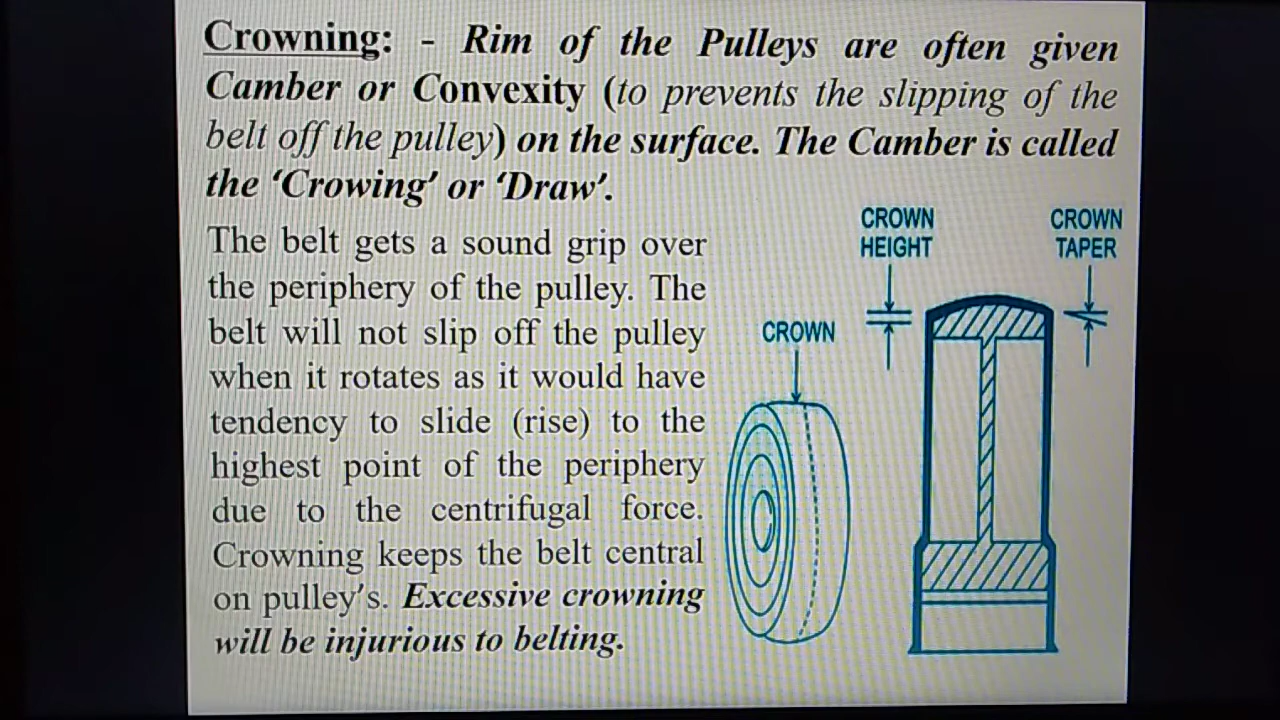 Crowning: - Rim of the Pulleys are often given
Camber or Convexity (to prevents the slipping of the
belt off the pulley) on the surface. The Camber is called
the ‘Crowing’ or ‘Draw’.
The belt gets a sound grip over
the periphery of the pulley. The
belt will not slip off the pulley
when it rotates as it would have
tendency to slide (rise) to the
highest point of the periphery
due to the centrifugal force.
Crowning keeps the belt central
on pulley’s. Excessive crowning
will be injurious to belting.
CROWN
HEIGHT
CROWN
TAPER
CROWN